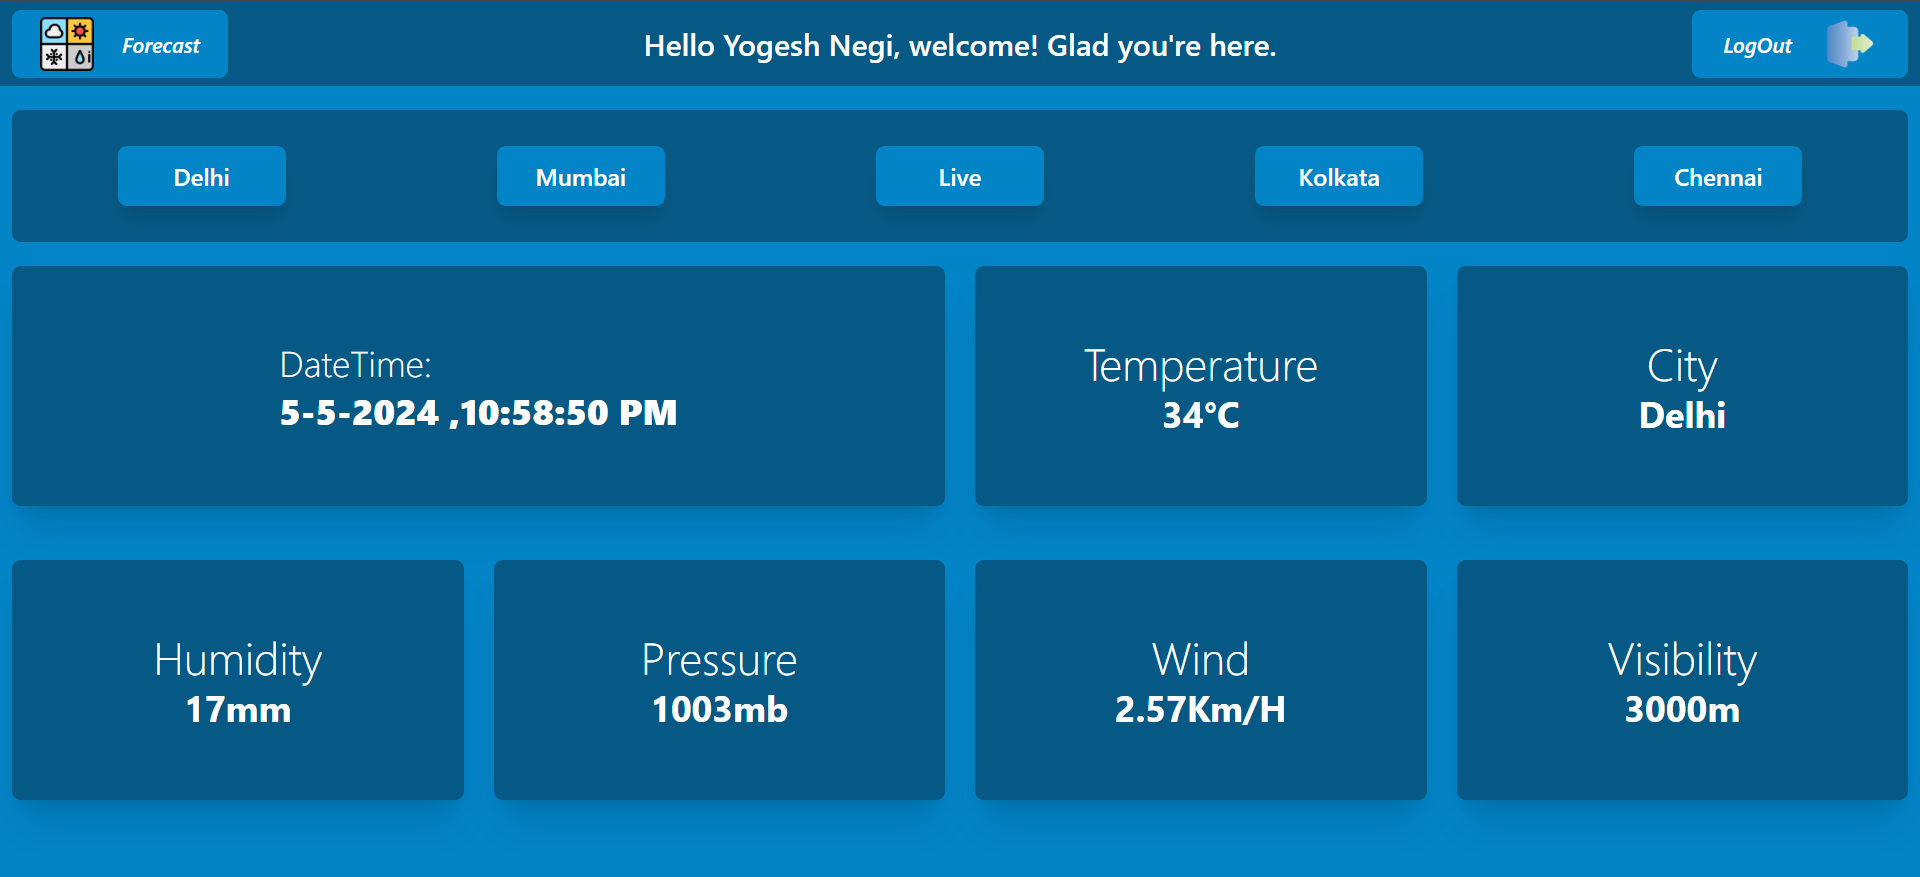 Forecast
Hello Yogesh Negi, welcome! Glad you're here.
LogOut
Delhi
Mumbai
Live
Kolkata
Chennai
DateTime:
5-5-2024 ,10:58:50 PM
Temperature
34°C
City
Delhi
Humidity
17mm
Pressure
1003mb
Wind
2.57Km/H
Visibility
3000m